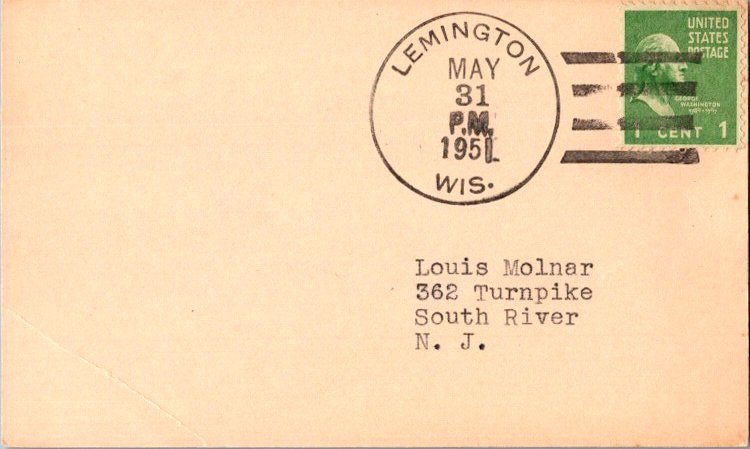 LEMINGTON
MAY
31
P.M.
1951
WIS.
UNITED
STATES
POSTAGE
GEORGE
WASHINGTON
1 CENT 1
Louis Molnar
362 Turnpike
South River
N. J.